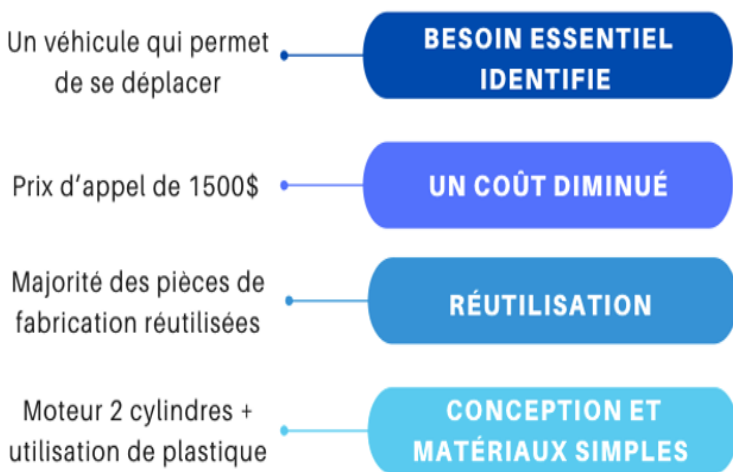 Un véhicule qui permet
de se déplacer
BESOIN ESSENTIEL
IDENTIFIE
Prix d'appel de 1500$
UN COÛT DIMINUÉ
Majorité des pièces de
fabrication réutilisées
RÉUTILISATION
Moteur 2 cylindres +
utilisation de plastique
CONCEPTION ET
MATÉRIAUX SIMPLES